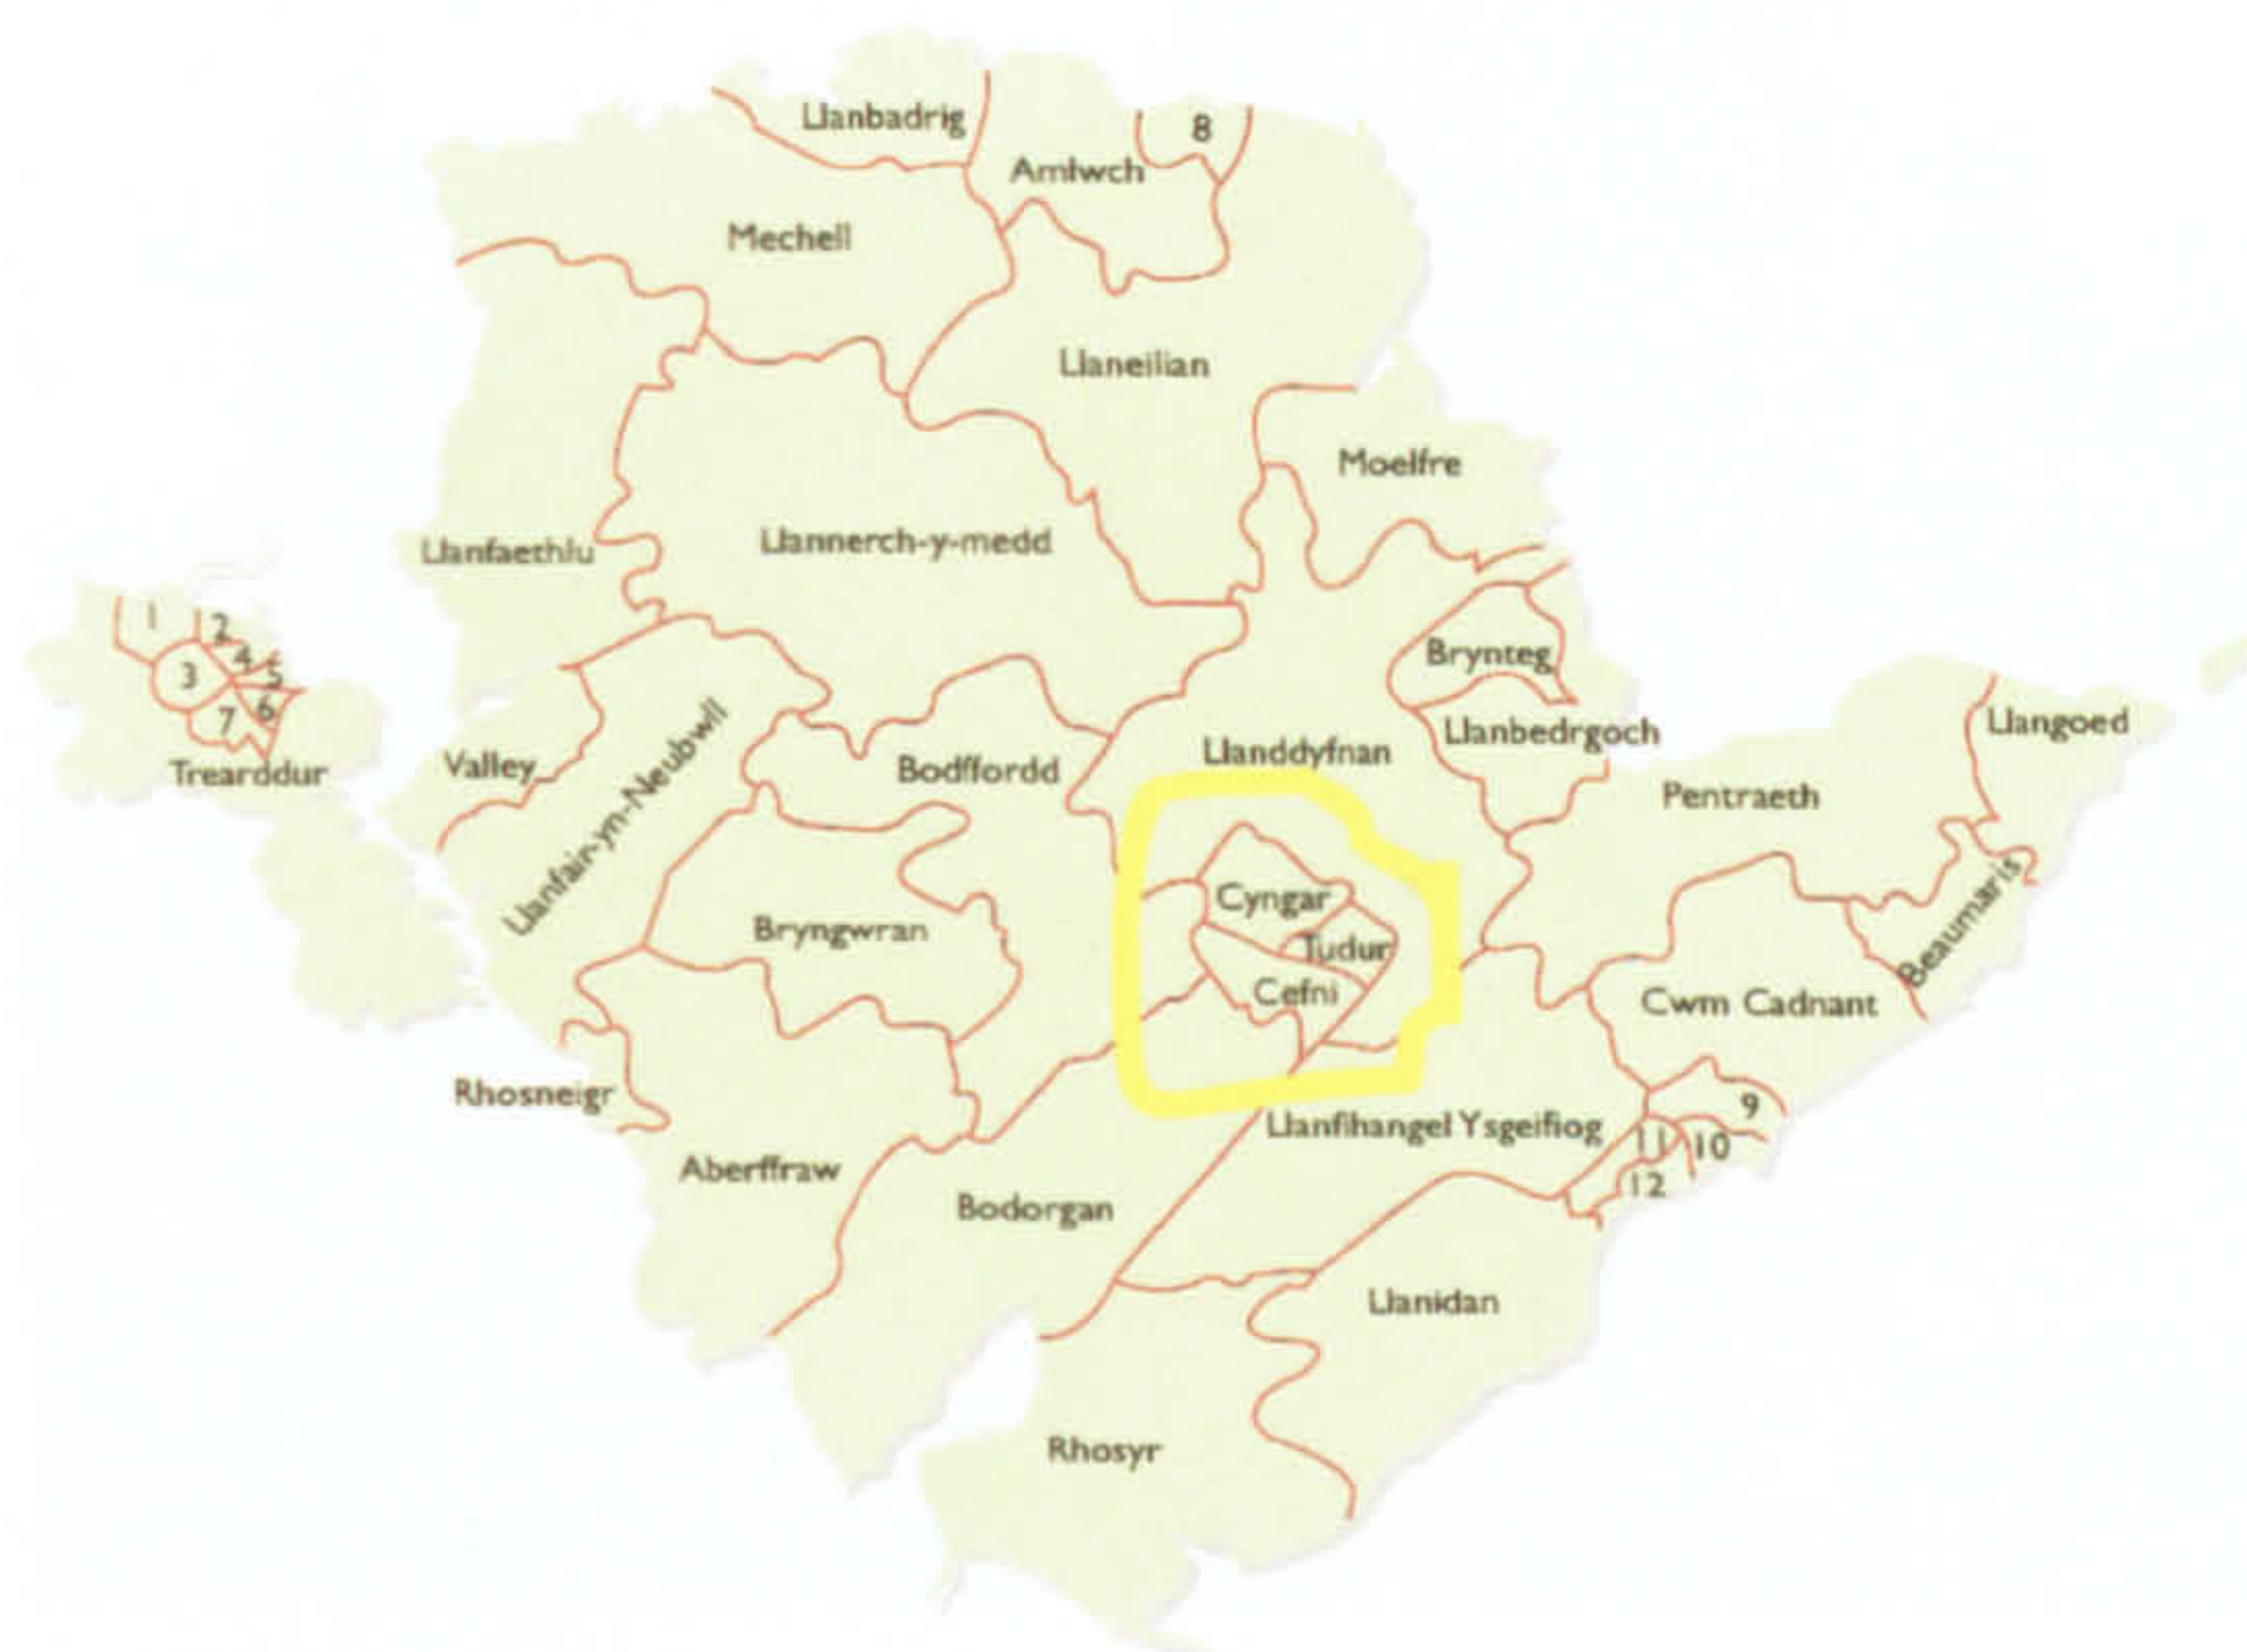 Llanbadrig
8
Amlwch
Mechell
Llaneilian
Moelfre
Llannerch-y-medd
Llanfaethlu
1
2
3
4
5
6
7
Trearddur
Brynteg
Llanbedrgoch
Llangoed
Valley
Llanfair-yn-Neubwll
Bodffordd
Llanddyfnan
Pentraeth
Beaumaris
Cyngar
Tudur
Cefni
Bryngwran
Cwm Cadnant
Rhosneigr
9
Llanfihangel Ysgeifiog
11
10
12
Aberffraw
Bodorgan
Llanidan
Rhosyr